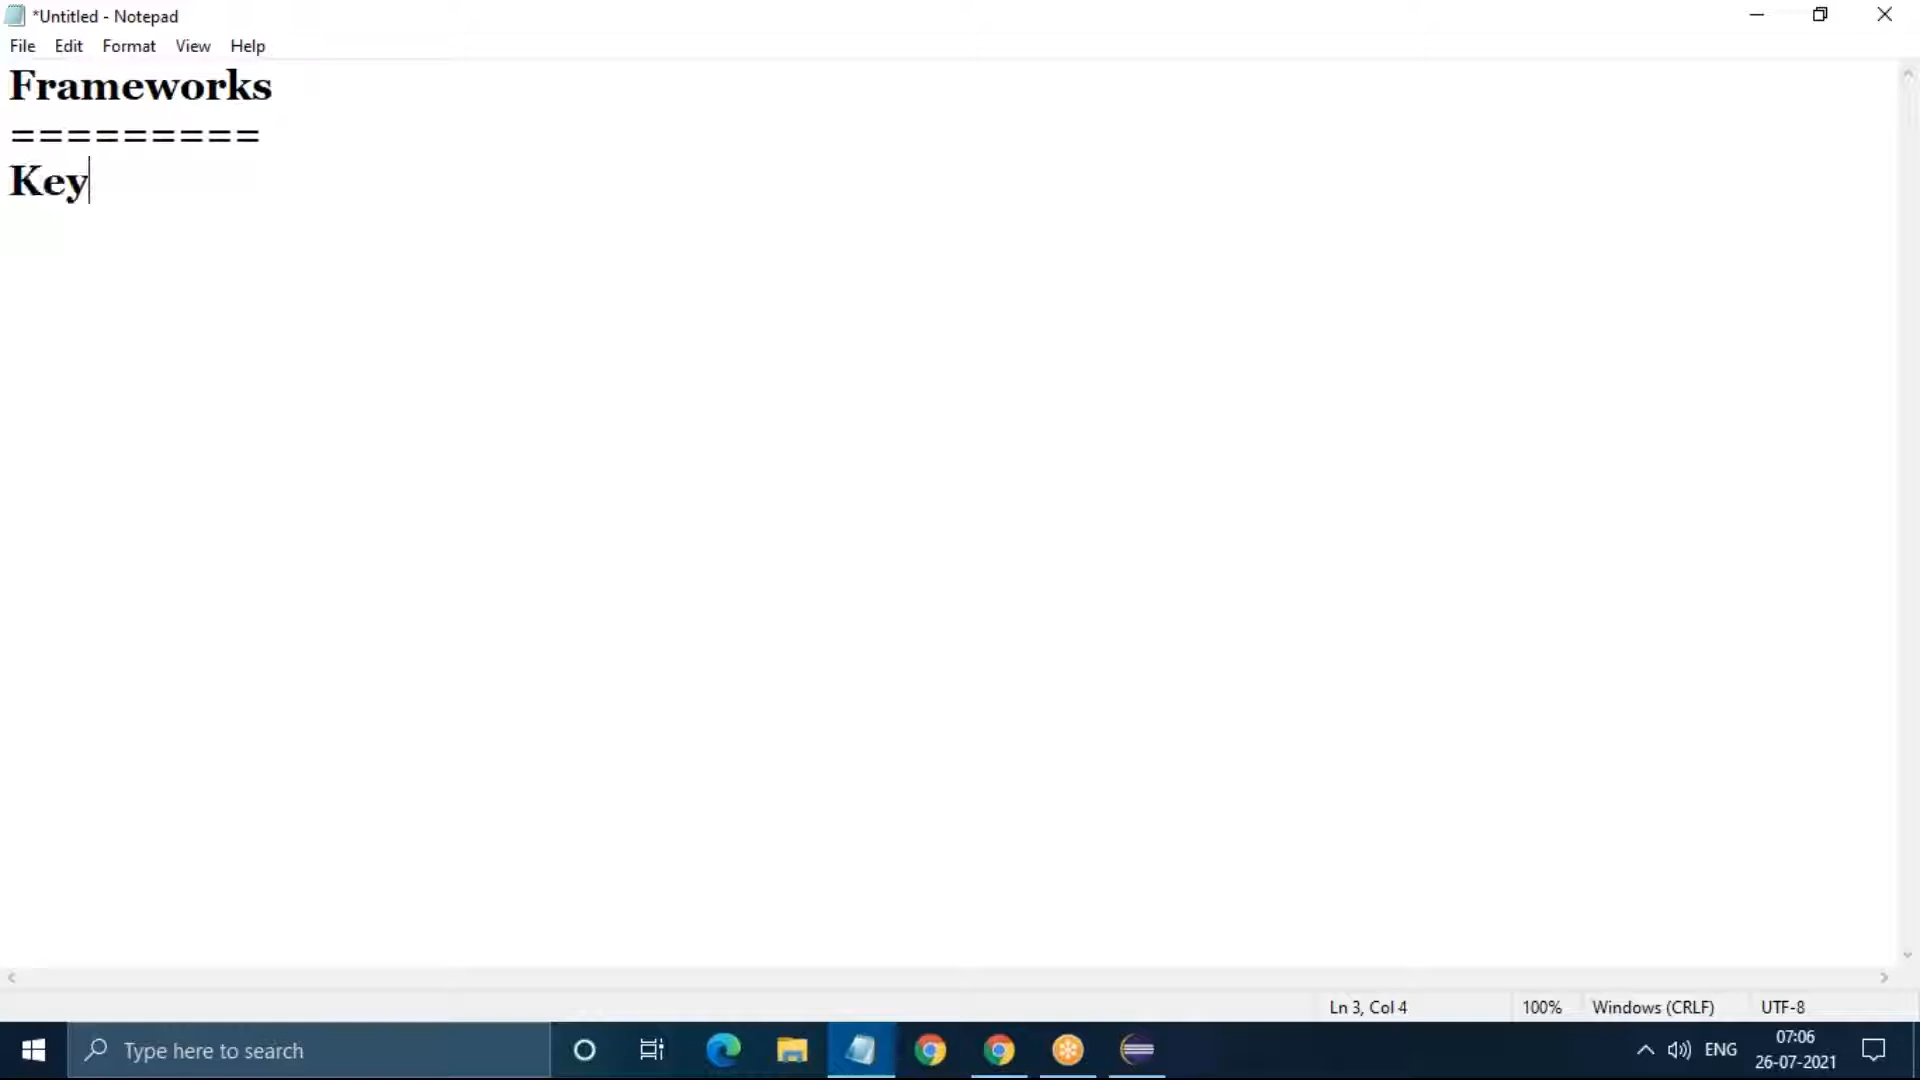 *Untitled - Notepad
File Edit Format View Help
Frameworks
=========
Key
Ln 3, Col 4 100% Windows (CRLF) UTF-8
Type here to search
ENG
07:06
26-07-2021